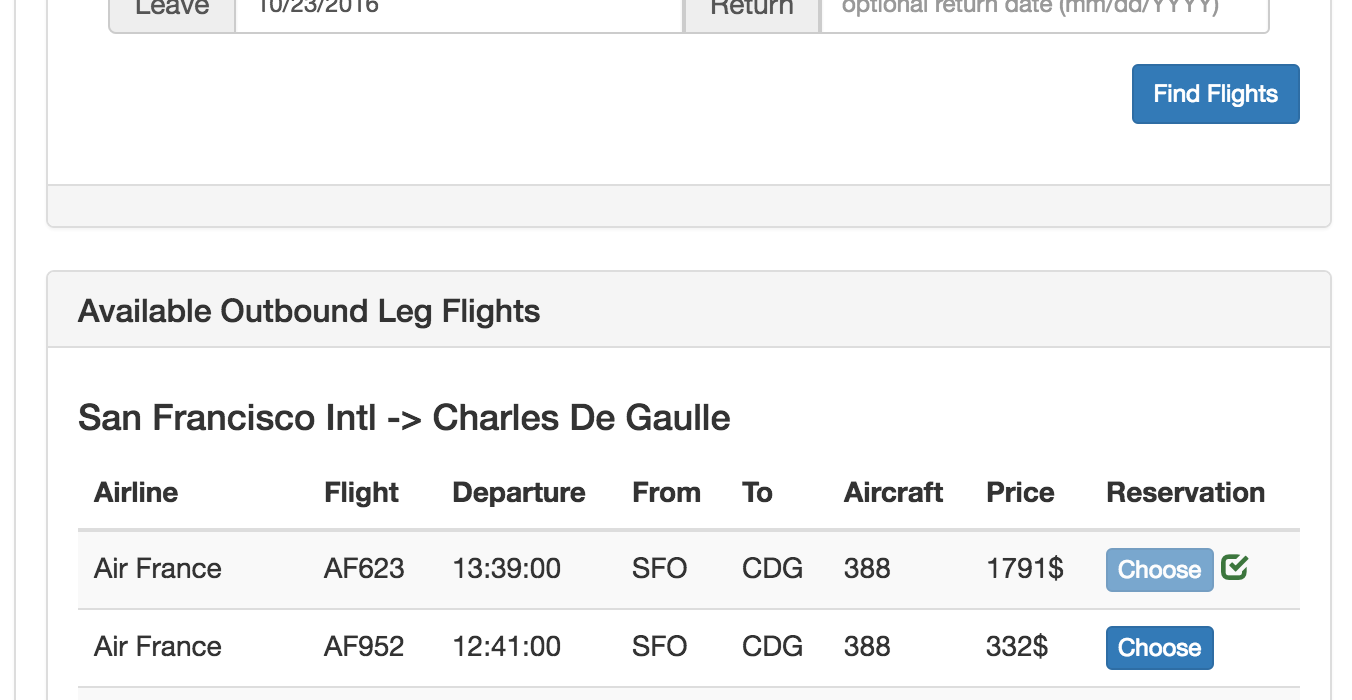 Leave 10/23/2016 Return optional return date (mm/dd/YYYY)
Find Flights
Available Outbound Leg Flights
San Francisco Intl -> Charles De Gaulle
Airline Flight Departure From To Aircraft Price Reservation
Air France AF623 13:39:00 SFO CDG 388 1791$ Choose
Air France AF952 12:41:00 SFO CDG 388 332$ Choose